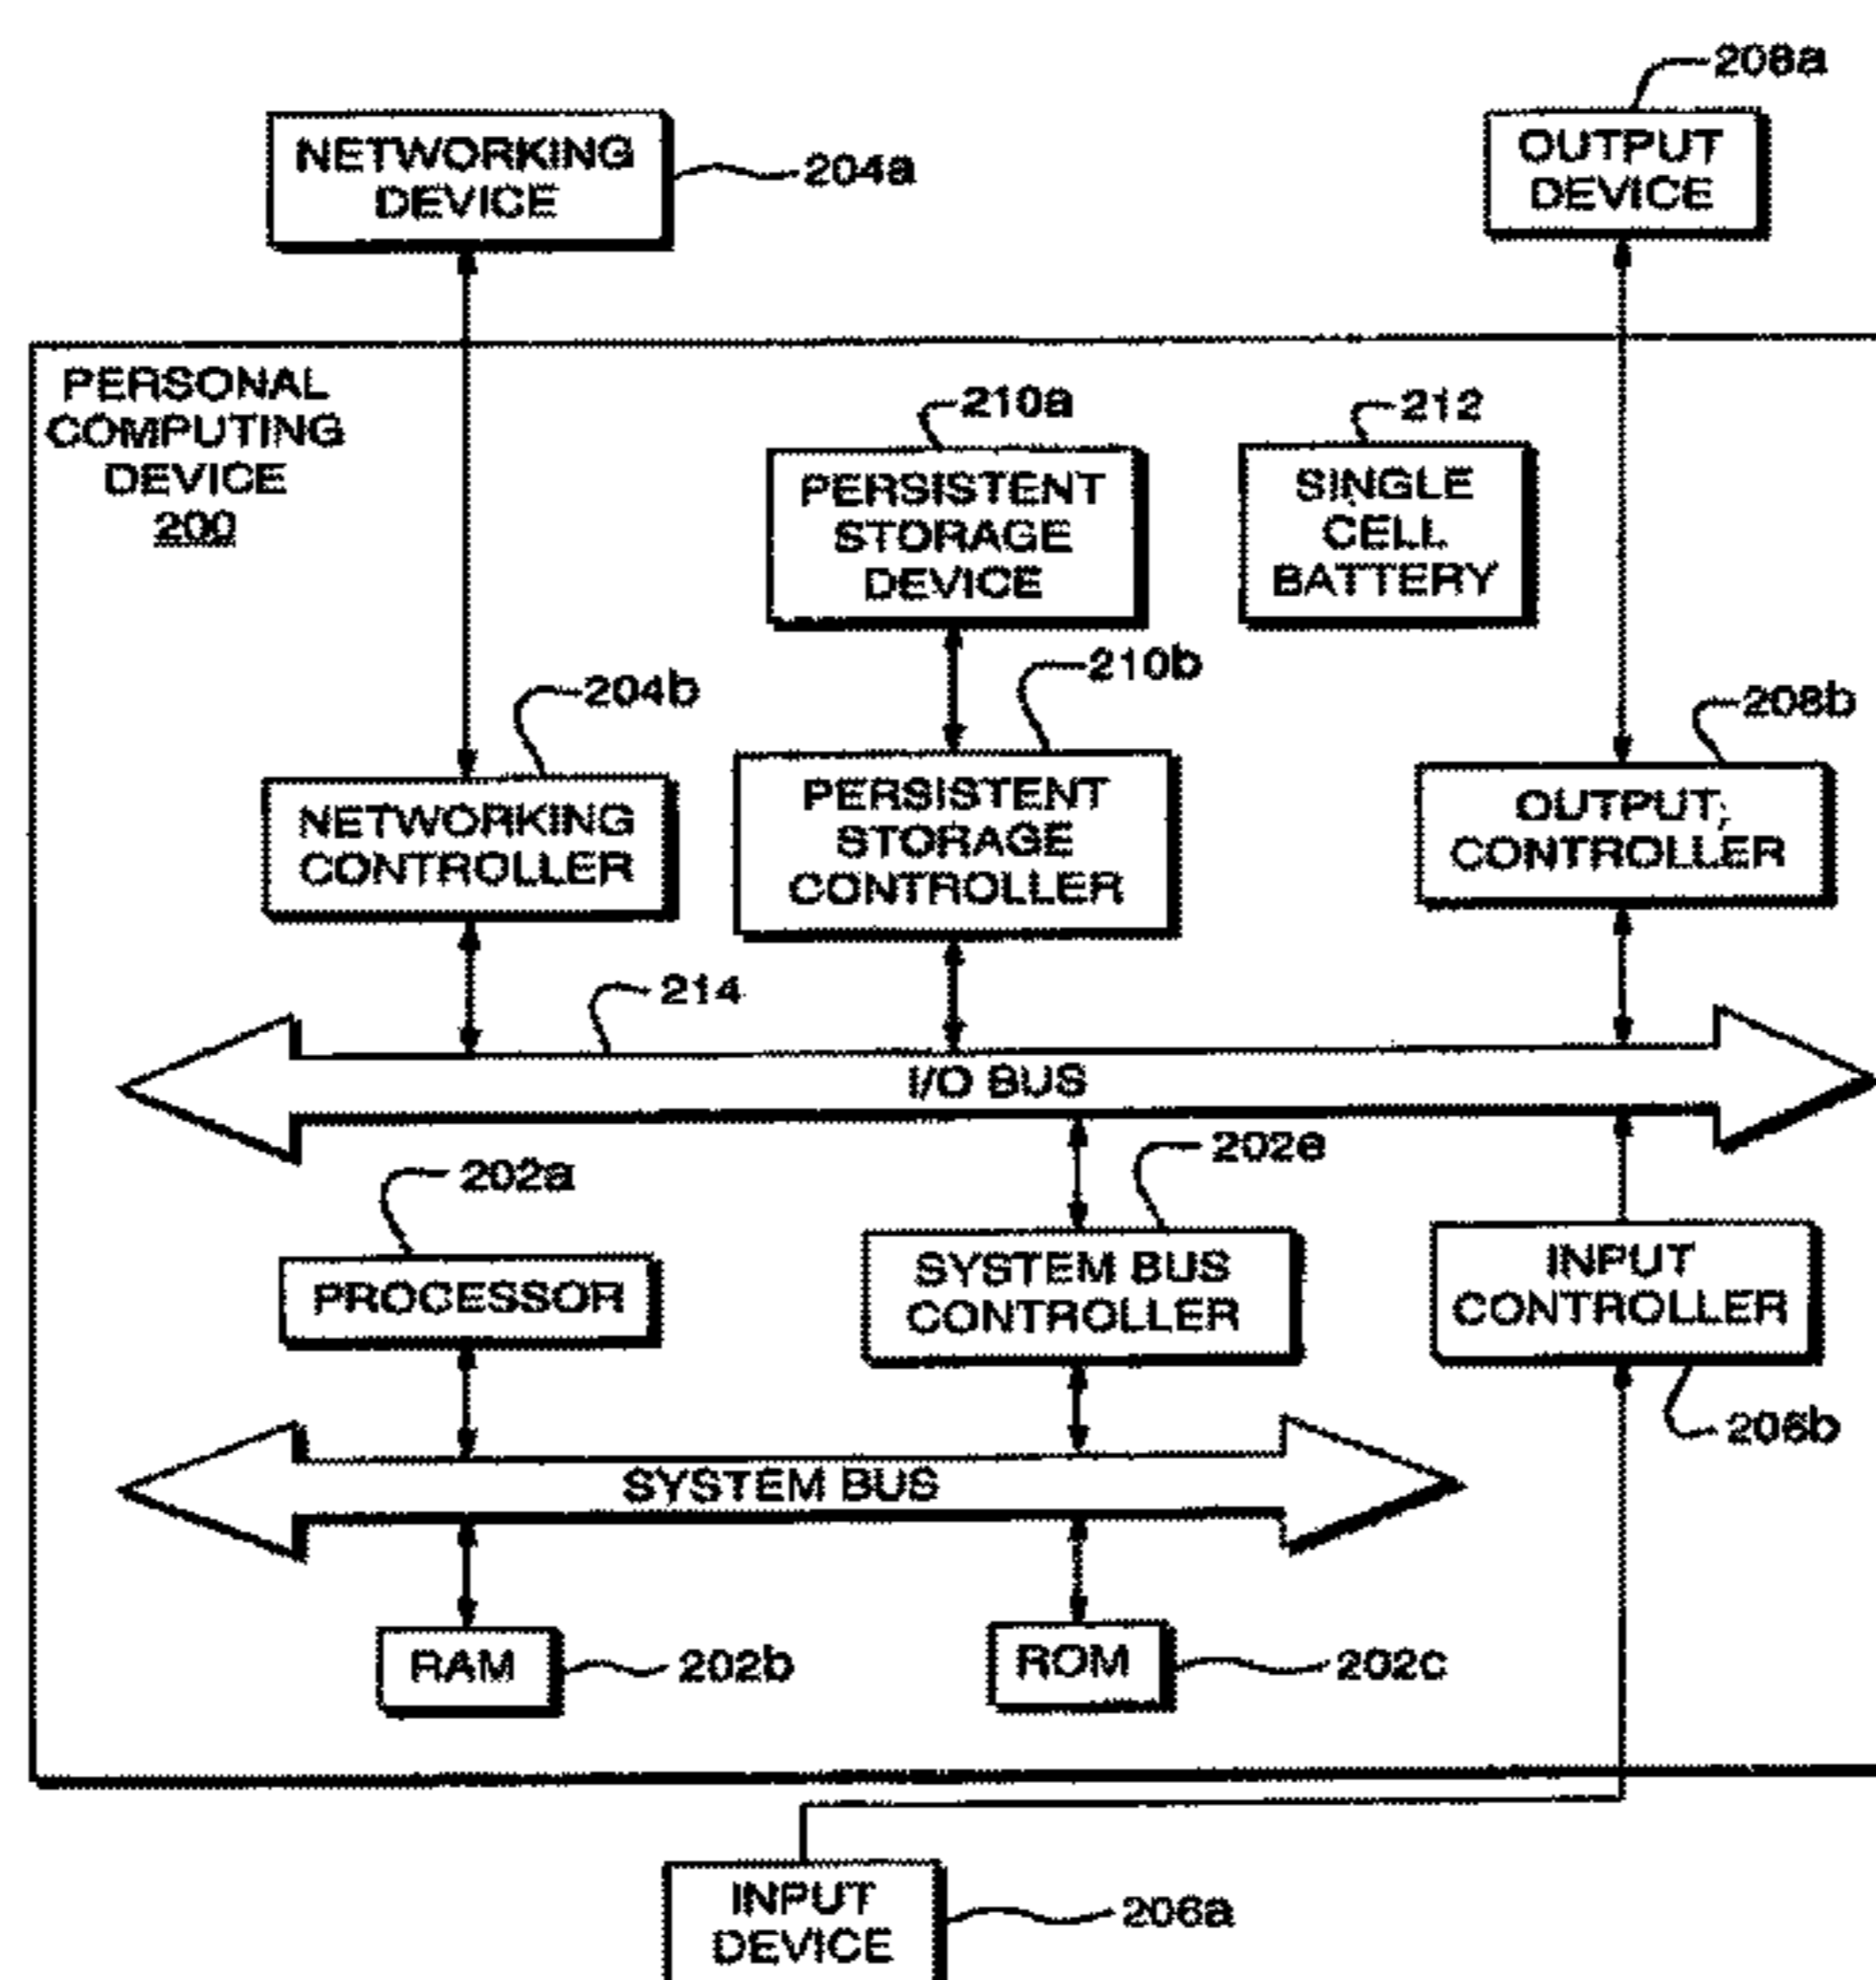 208a
NETWORKING
DEVICE
204a
OUTPUT
DEVICE
PERSONAL
COMPUTING
DEVICE
200
210a
212
PERSISTENT
STORAGE
DEVICE
SINGLE
CELL
BATTERY
204b
210b
208b
NETWORKING
CONTROLLER
PERSISTENT
STORAGE
CONTROLLER
OUTPUT
CONTROLLER
214
I/O BUS
202a
202e
PROCESSOR
SYSTEM BUS
CONTROLLER
INPUT
CONTROLLER
206b
SYSTEM BUS
RAM
202b
ROM
202c
INPUT
DEVICE
206a